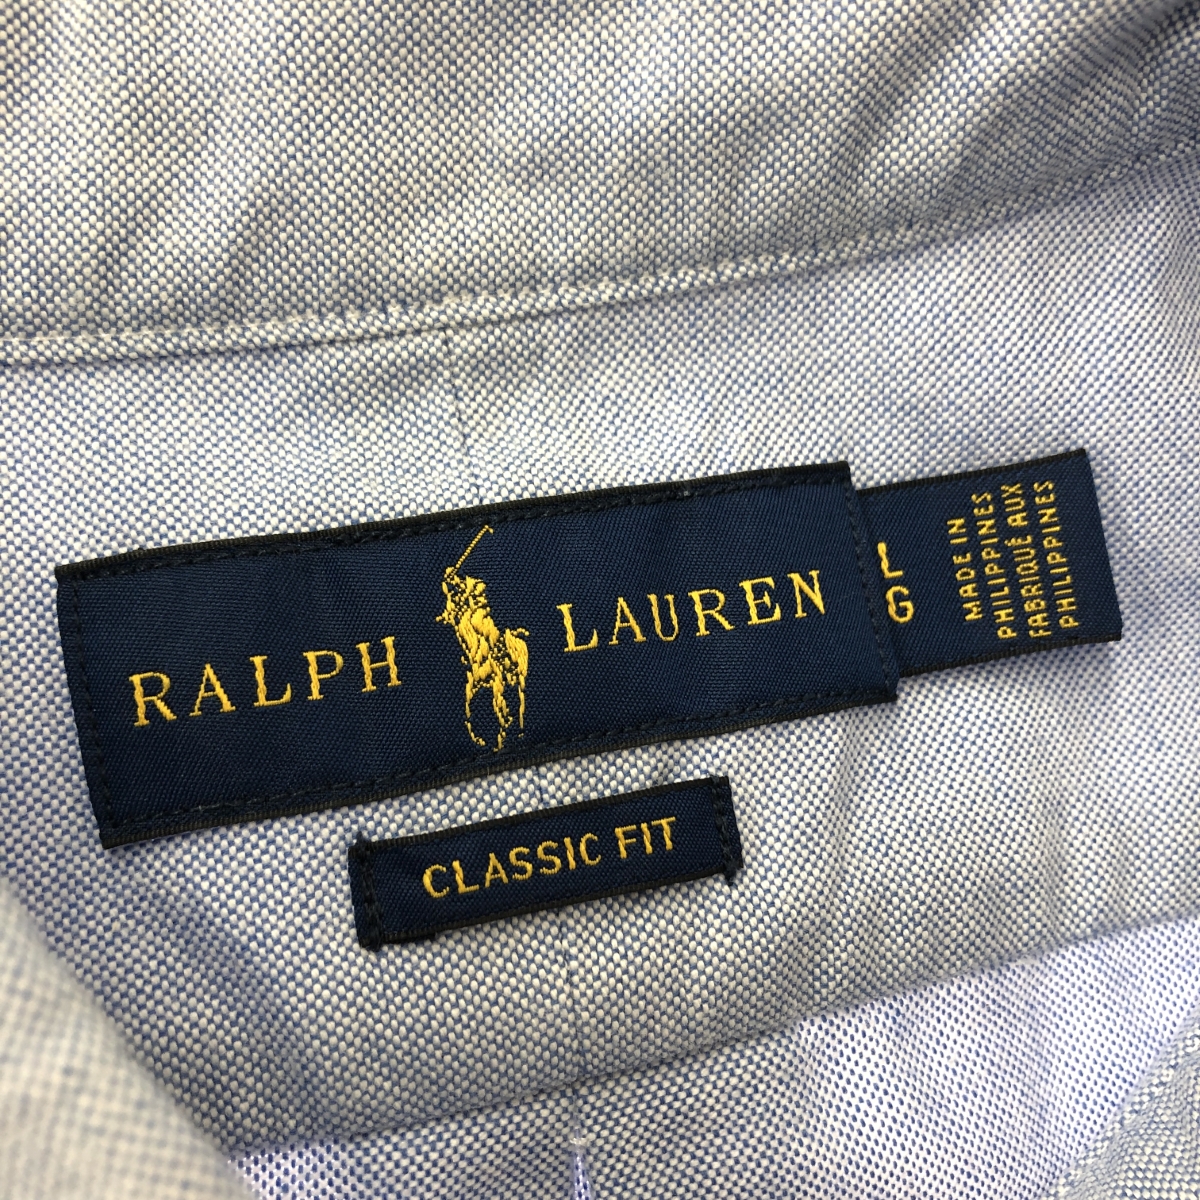 RALPH LAUREN
L
G
MADE IN
PHILIPPINES
FABRIQUÉ AUX
PHILIPPINES
CLASSIC FIT